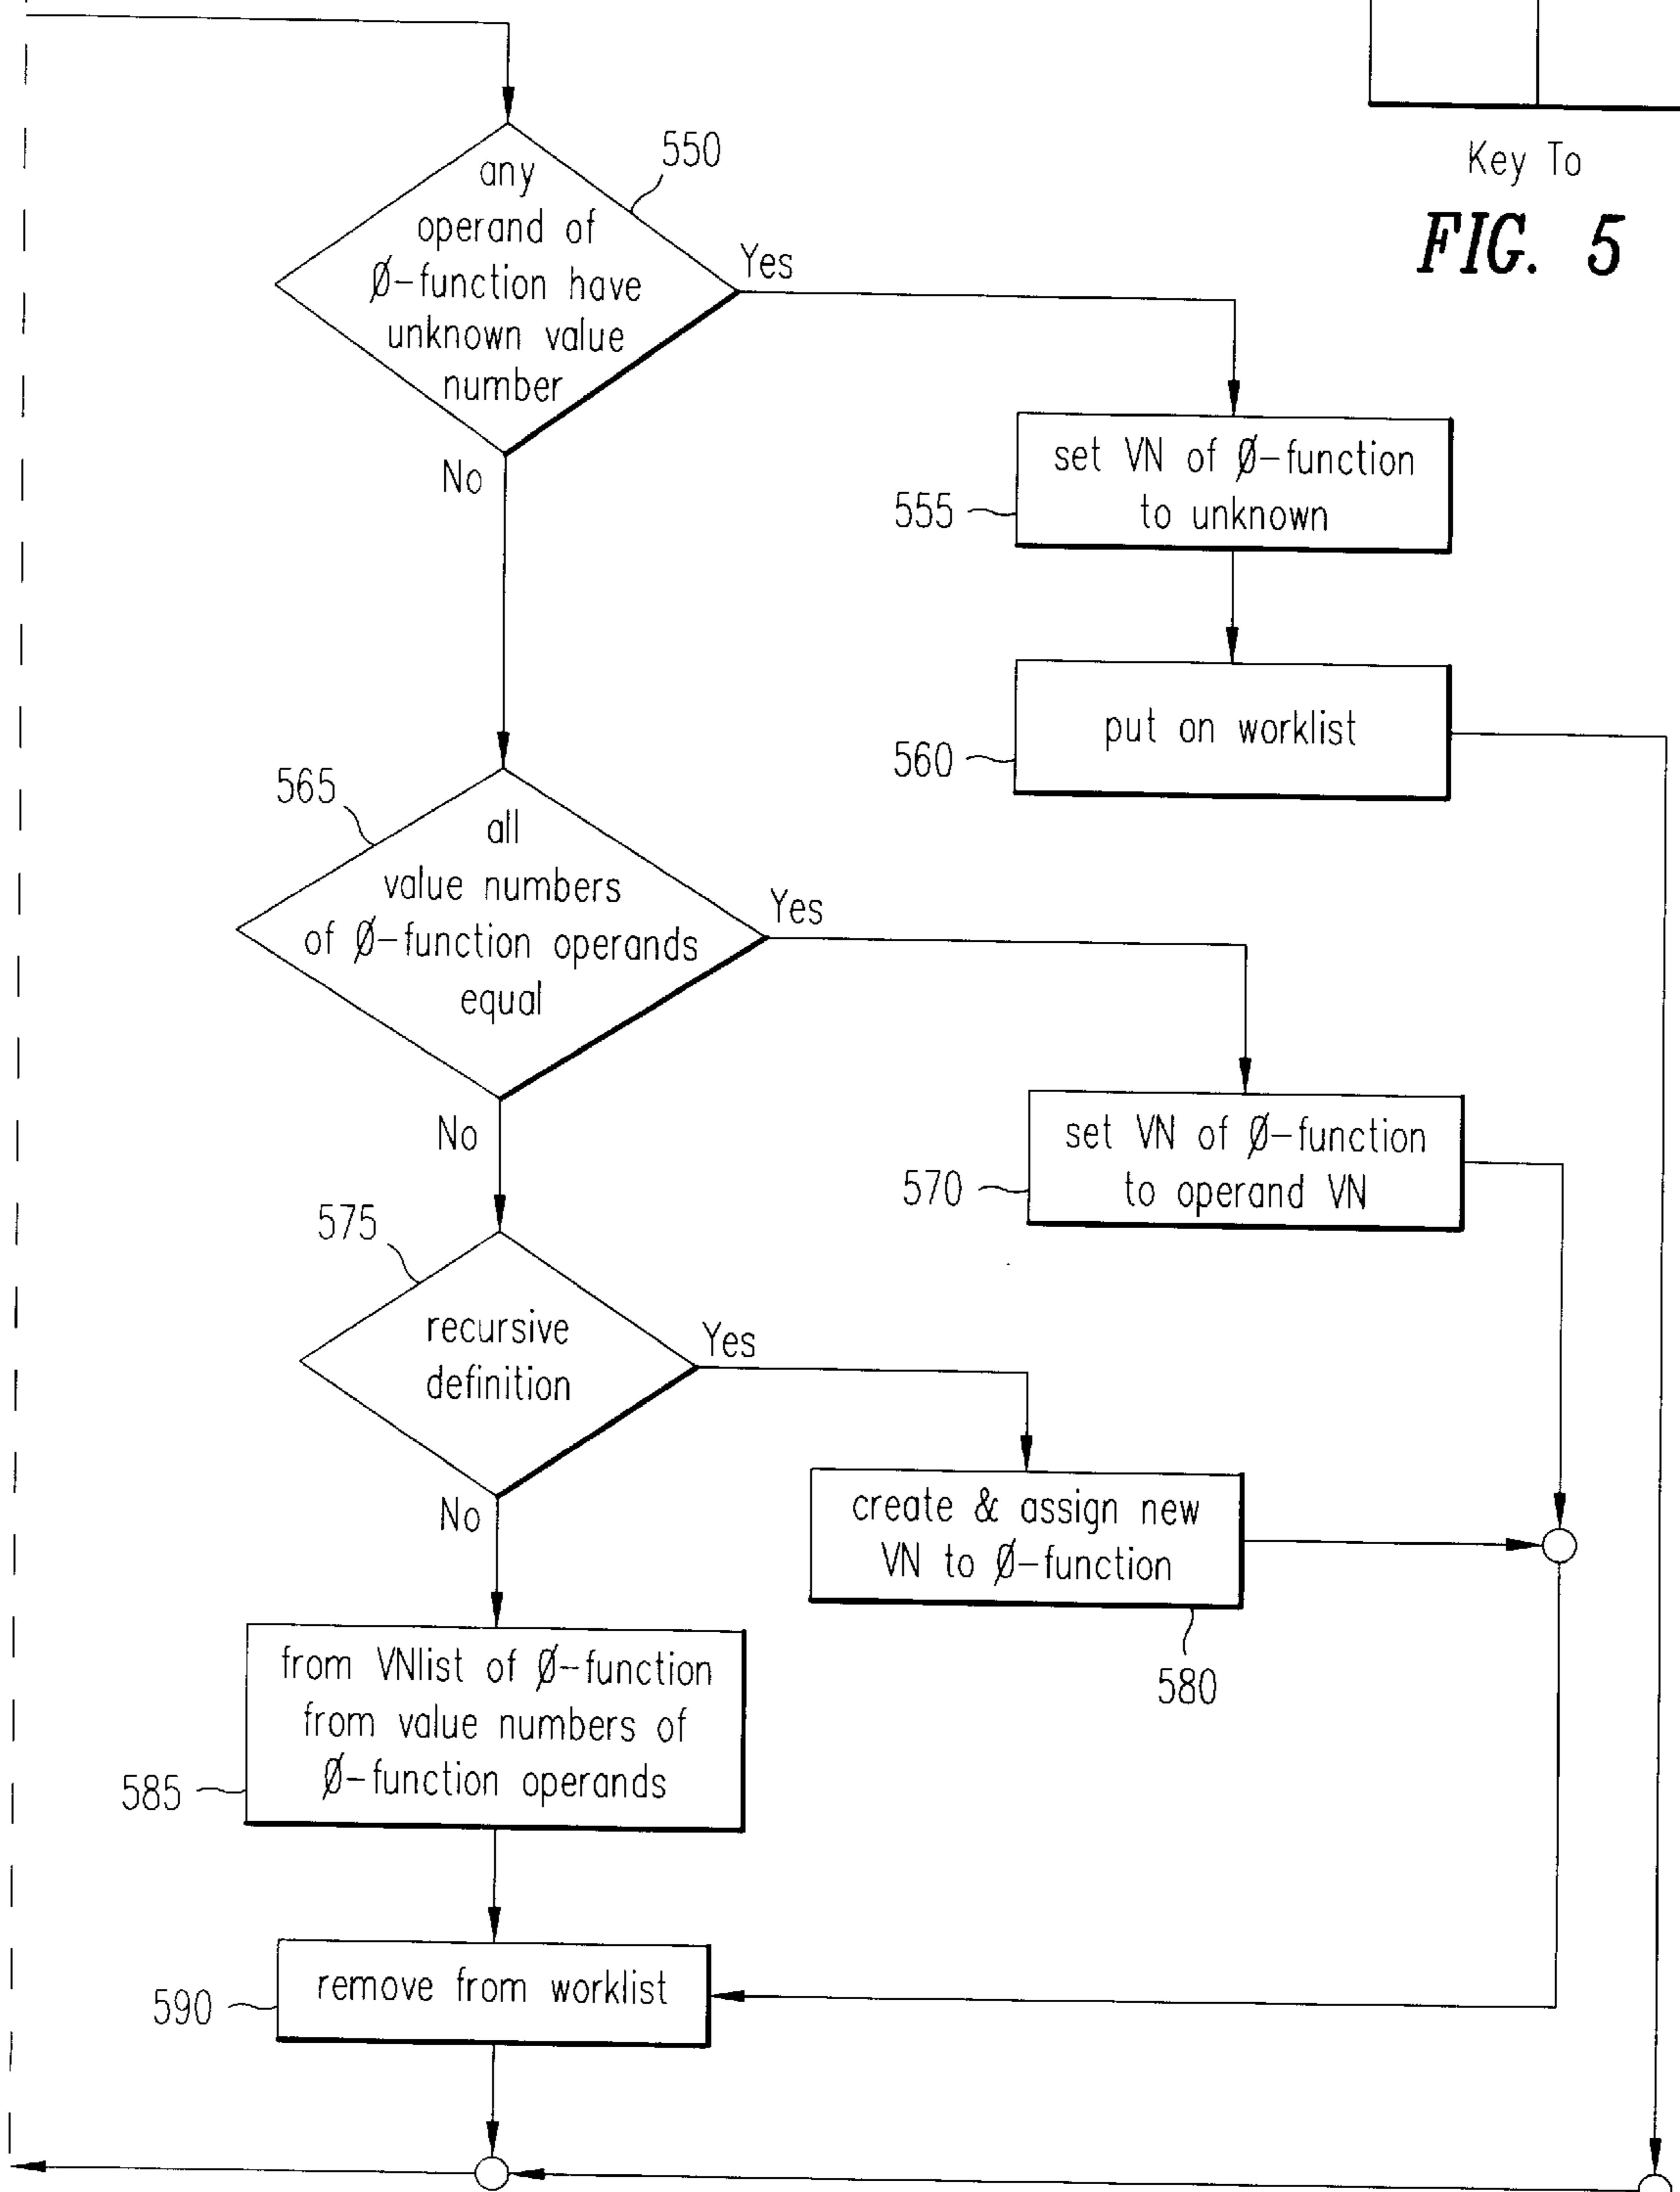 Key To
FIG. 5
550
any
operand of
Ø-function have
unknown value
number
Yes
No
set VN of Ø-function
to unknown
555
put on worklist
560
565
all
value numbers
of Ø-function operands
equal
Yes
No
set VN of Ø-function
to operand VN
570
575
recursive
definition
Yes
No
create & assign new
VN to Ø-function
580
from VNlist of Ø-function
from value numbers of
Ø-function operands
585
remove from worklist
590